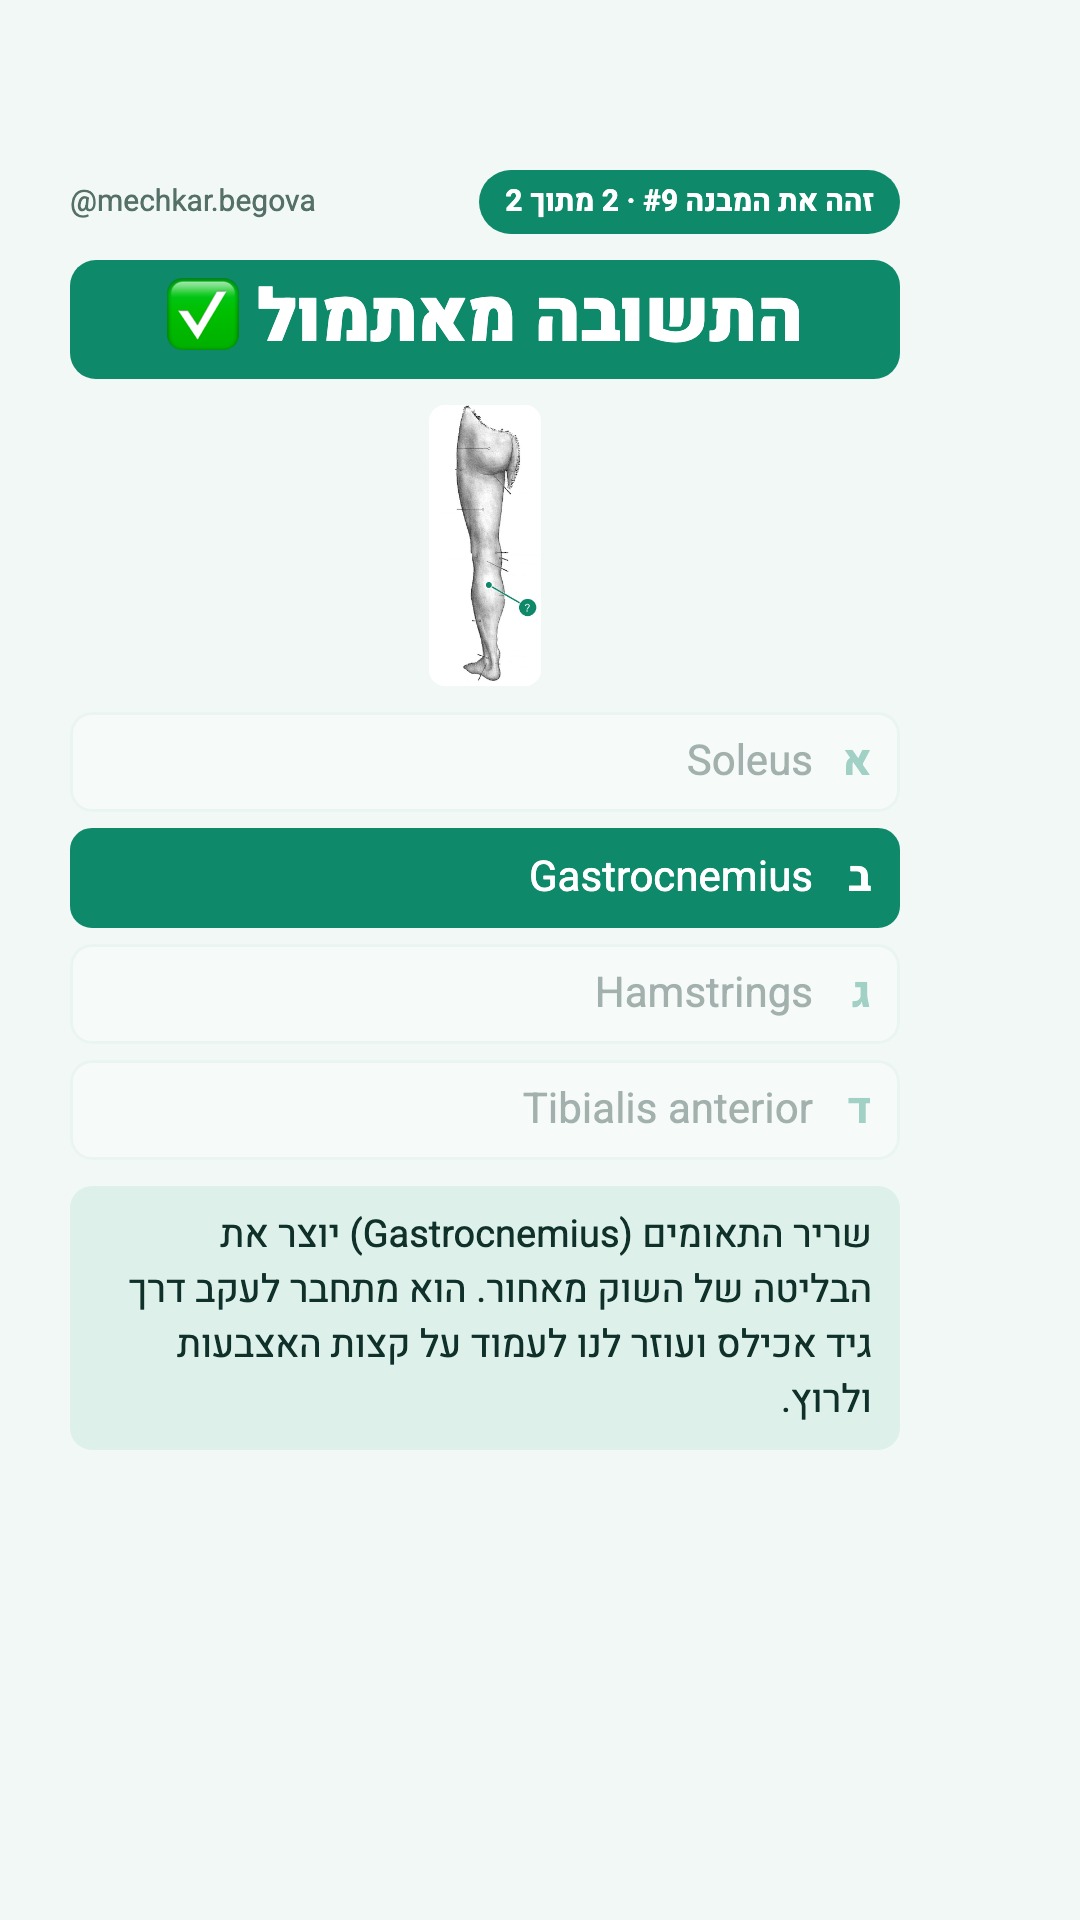 זהה את המבנה #9 · 2 מתוך 2
@mechkar.begova
התשובה מאתמול ✅
?
א Soleus
ב Gastrocnemius
ג Hamstrings
ד Tibialis anterior
שריר התאומים (Gastrocnemius) יוצר את
הבליטה של השוק מאחור. הוא מתחבר לעקב דרך
גיד אכילס ועוזר לנו לעמוד על קצות האצבעות
ולרוץ.